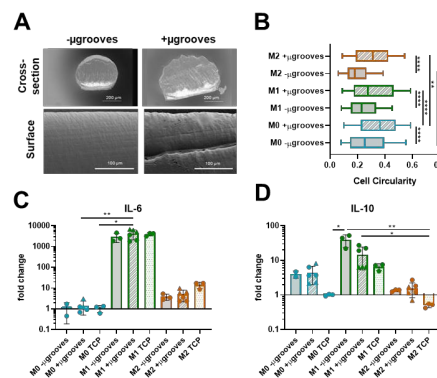 A
-µgrooves
+µgrooves
Cross-section
200 µm
200 µm
Surface
100 µm
100 µm
B
M2 +µgrooves
M2 -µgrooves
M1 +µgrooves
M1 -µgrooves
M0 +µgrooves
M0 -µgrooves
0.0 0.2 0.4 0.6 0.8
Cell Circularity
****
****
****
****
**
C
IL-6
fold change
10000
1000
100
10
1
0.1
**
*
M0 -µgrooves
M0 +µgrooves
M0 TCP
M1 -µgrooves
M1 +µgrooves
M1 TCP
M2 -µgrooves
M2 +µgrooves
M2 TCP
D
IL-10
fold change
100
10
1
0.1
*
**
*
M0 -µgrooves
M0 +µgrooves
M0 TCP
M1 -µgrooves
M1 +µgrooves
M1 TCP
M2 -µgrooves
M2 +µgrooves
M2 TCP